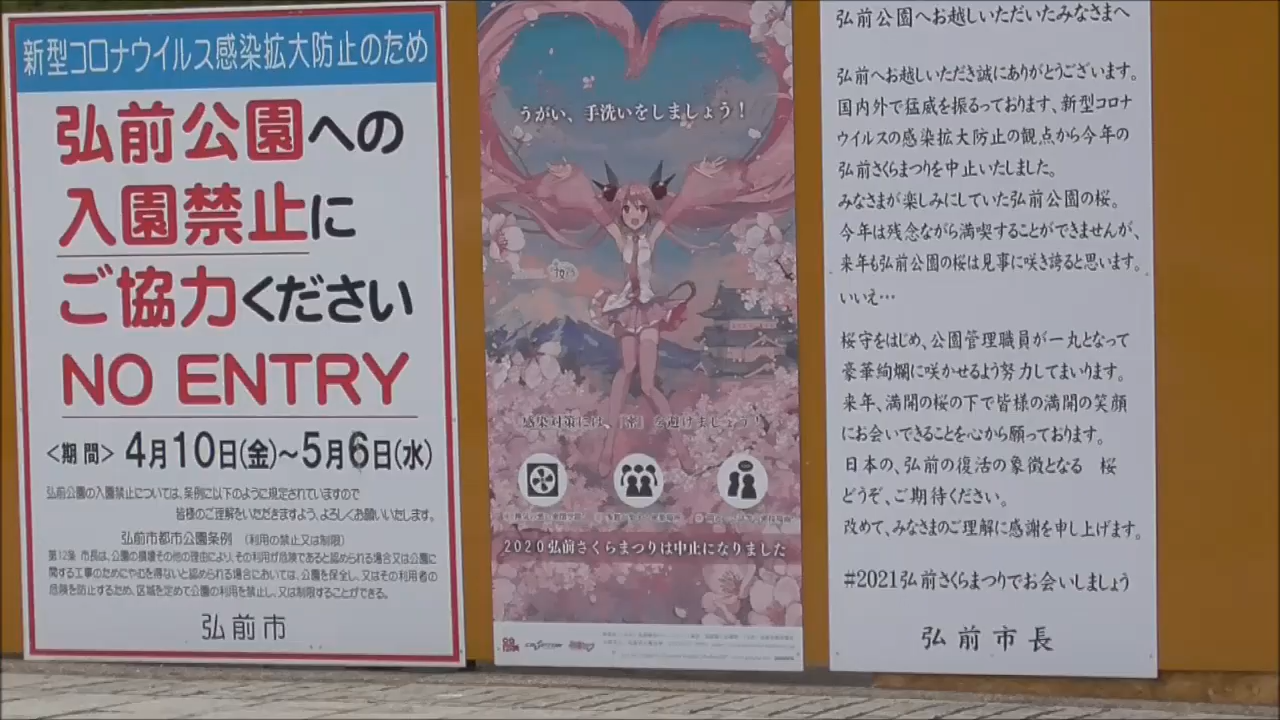 新型コロナウイルス感染拡大防止のため
弘前公園への
入園禁止に
ご協力ください
NO ENTRY
<期間> 4月10日(金)~5月6日(水)
弘前公園の入園禁止については、条例に以下のように規定されていますので
皆様のご理解をいただきますよう、よろしくお願いいたします。
弘前市都市公園条例 (利用の禁止又は制限)
第12条 市長は、公園の損壊その他の理由により、その利用が危険であると認められる場合又は公園に
関する工事のためにやむを得ないと認められる場合においては、公園を保全し、又はその利用者の
危険を防止するため、区域を定めて公園の利用を禁止し、又は制限することができる。
弘前市
うがい、手洗いをしましょう!
感染対策には、「密」を避けましょう!
2020弘前さくらまつりは中止になりました
弘前公園へお越しいただいたみなさまへ
弘前へお越しいただき誠にありがとうございます。
国内外で猛威を振るっております、新型コロナ
ウイルスの感染拡大防止の観点から今年の
弘前さくらまつりを中止いたしました。
みなさまが楽しみにしていた弘前公園の桜。
今年は残念ながら満喫することができませんが、
来年も弘前公園の桜は見事に咲き誇ると思います。
いいえ…
桜守をはじめ、公園管理職員が一丸となって
豪華絢爛に咲かせるよう努力してまいります。
来年、満開の桜の下で皆様の満開の笑顔
にお会いできることを心から願っております。
日本の、弘前の復活の象徴となる 桜
どうぞ、ご期待ください。
改めて、みなさまのご理解に感謝を申し上げます。
#2021弘前さくらまつりでお会いしましょう
弘前市長